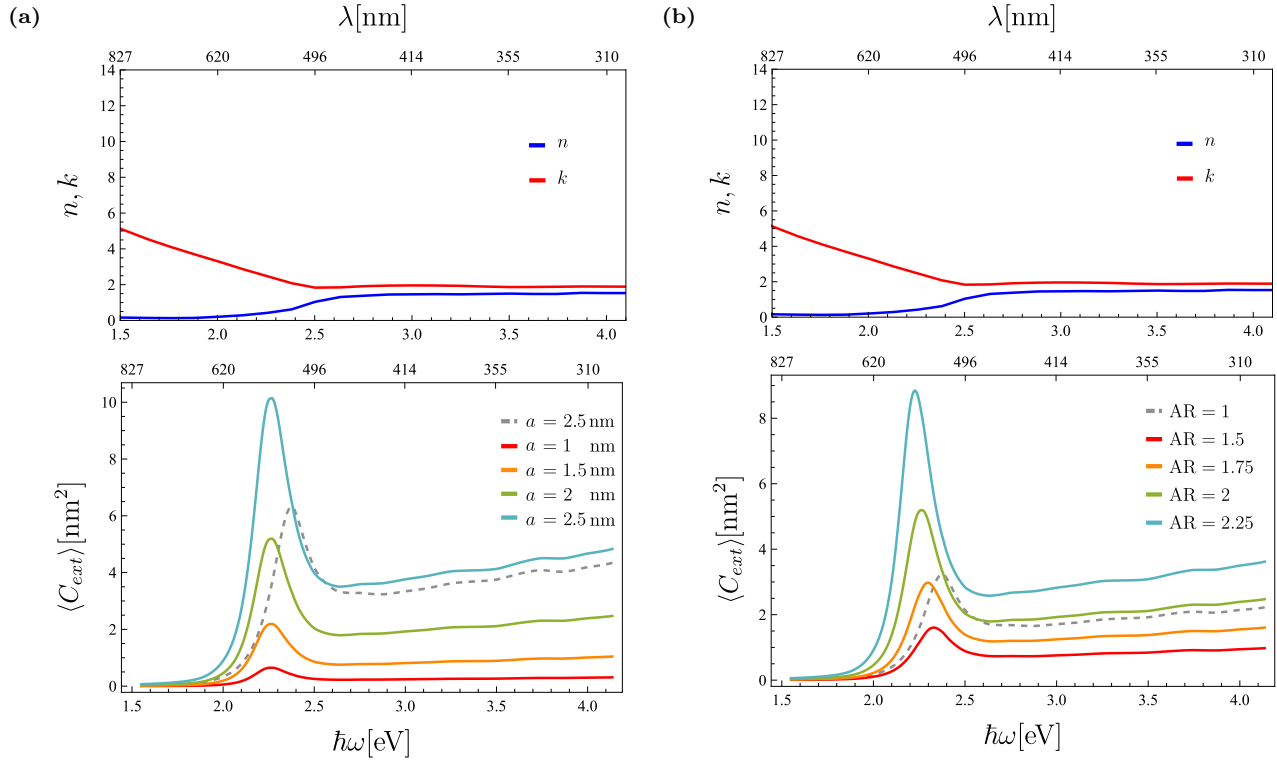 (a)
λ[nm]
827 620 496 414 355 310
14
12
10
8
6
4
2
0
n, k
n
k
1.5 2.0 2.5 3.0 3.5 4.0
827 620 496 414 355 310
10
8
6
4
2
0
⟨C_ext⟩[nm²]
a = 2.5 nm
a = 1 nm
a = 1.5 nm
a = 2 nm
a = 2.5 nm
1.5 2.0 2.5 3.0 3.5 4.0
ℏω[eV]
(b)
λ[nm]
827 620 496 414 355 310
14
12
10
8
6
4
2
0
n, k
n
k
1.5 2.0 2.5 3.0 3.5 4.0
827 620 496 414 355 310
8
6
4
2
0
⟨C_ext⟩[nm²]
AR = 1
AR = 1.5
AR = 1.75
AR = 2
AR = 2.25
1.5 2.0 2.5 3.0 3.5 4.0
ℏω[eV]